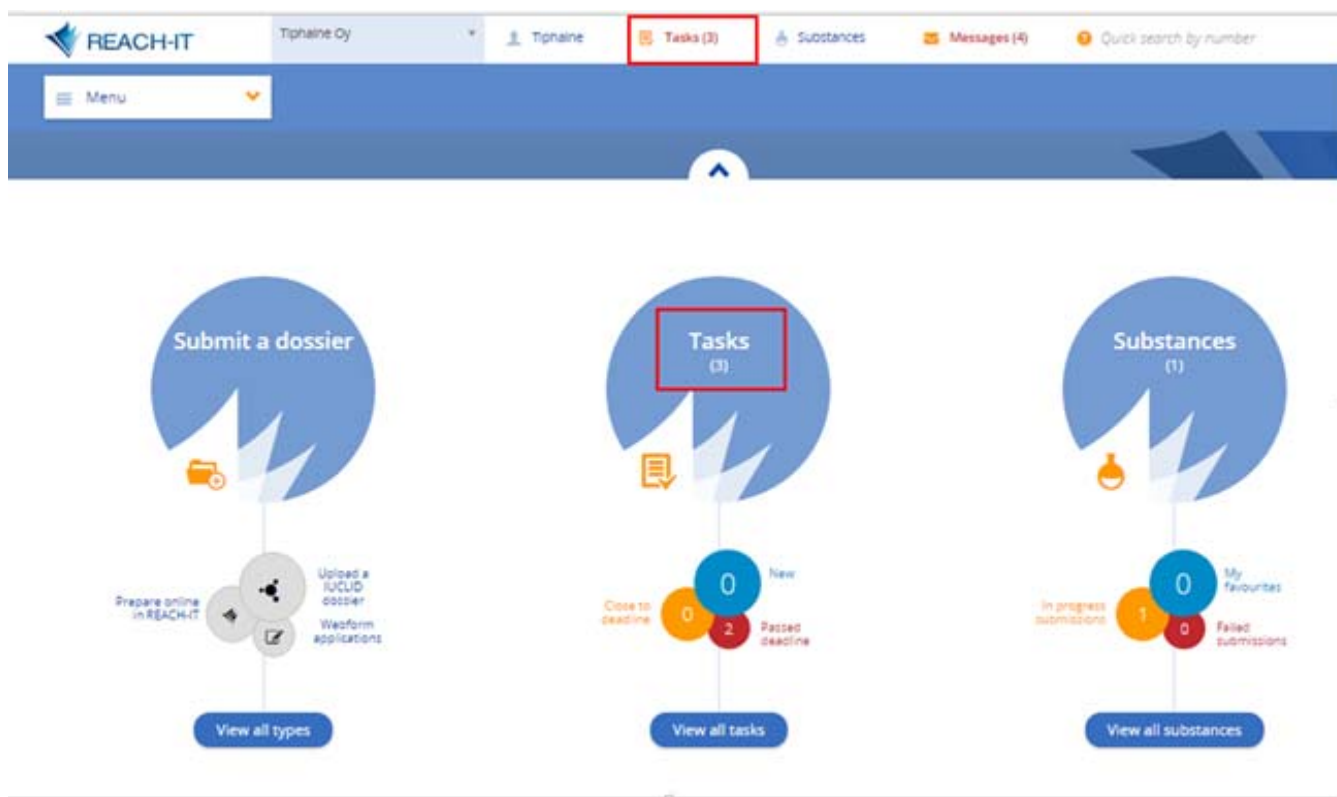 REACH-IT
Tiphaine Oy
Tiphaine
Tasks (3)
Substances
Messages (4)
Quick search by number
Menu
Submit a dossier
Tasks
(3)
Substances
(1)
Prepare online
in REACH-IT
Upload a
IUCLID
dossier
Webform
applications
Close to
deadline
0
0
New
2
Passed
deadline
In progress
submissions
1
0
My
favourites
0
Failed
submissions
View all types
View all tasks
View all substances